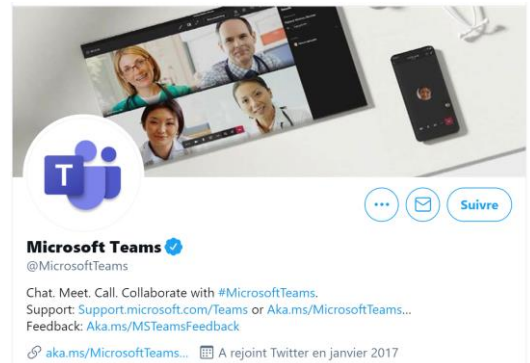 T
Suivre
Microsoft Teams
@MicrosoftTeams
Chat. Meet. Call. Collaborate with #MicrosoftTeams.
Support: Support.microsoft.com/Teams or Aka.ms/MicrosoftTeams...
Feedback: Aka.ms/MSTeamsFeedback
aka.ms/MicrosoftTeams... A rejoint Twitter en janvier 2017